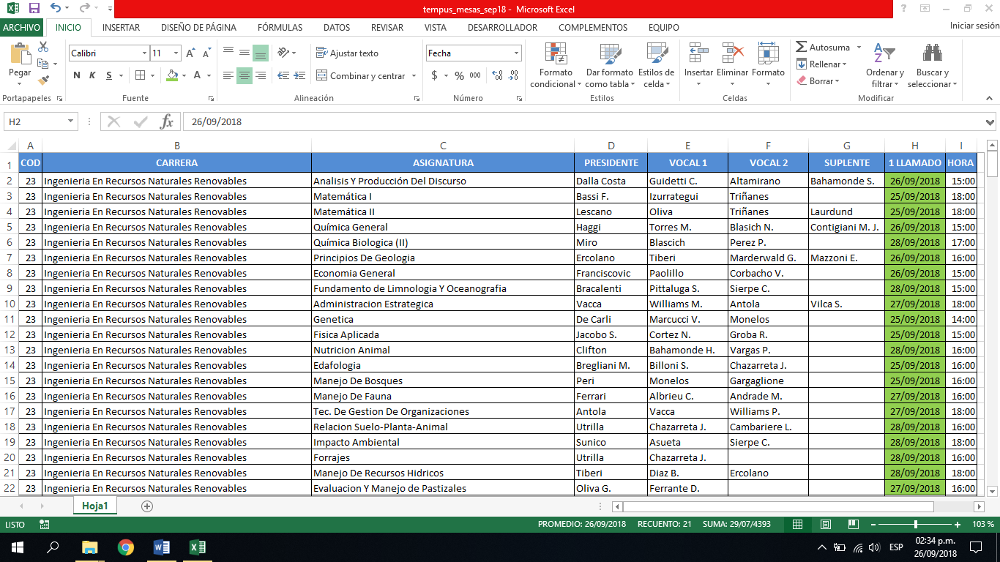 tempus_mesas_sep18 - Microsoft Excel
ARCHIVO INICIO INSERTAR DISEÑO DE PÁGINA FÓRMULAS DATOS REVISAR VISTA DESARROLLADOR COMPLEMENTOS EQUIPO Iniciar sesión
Calibri 11 Ajustar texto Fecha Autosuma
Pegar N K S A Combinar y centrar $ % 000 Formato condicional Dar formato como tabla Estilos de celda Insertar Eliminar Formato Rellenar Borrar Ordenar y filtrar Buscar y seleccionar
Portapapeles Fuente Alineación Número Estilos Celdas Modificar
H2 fx 26/09/2018
A B C D E F G H I
1 COD CARRERA ASIGNATURA PRESIDENTE VOCAL 1 VOCAL 2 SUPLENTE 1 LLAMADO HORA
2 23 Ingenieria En Recursos Naturales Renovables Analisis Y Producción Del Discurso Dalla Costa Guidetti C. Altamirano Bahamonde S. 26/09/2018 15:00
3 23 Ingenieria En Recursos Naturales Renovables Matemática I Bassi F. Izurrategui Triñanes 25/09/2018 18:00
4 23 Ingenieria En Recursos Naturales Renovables Matemática II Lescano Oliva Triñanes Laurdund 25/09/2018 18:00
5 23 Ingenieria En Recursos Naturales Renovables Química General Haggi Torres M. Blasich N. Contigiani M. J. 26/09/2018 15:00
6 23 Ingenieria En Recursos Naturales Renovables Química Biologica (II) Miro Blascich Perez P. 28/09/2018 17:00
7 23 Ingenieria En Recursos Naturales Renovables Principios De Geologia Ercolano Tiberi Marderwald G. Mazzoni E. 26/09/2018 16:00
8 23 Ingenieria En Recursos Naturales Renovables Economia General Franciscovic Paolillo Corbacho V. 26/09/2018 15:00
9 23 Ingenieria En Recursos Naturales Renovables Fundamento de Limnologia Y Oceanografia Bracalenti Pittaluga S. Sierpe C. 28/09/2018 15:00
10 23 Ingenieria En Recursos Naturales Renovables Administracion Estrategica Vacca Williams M. Antola Vilca S. 27/09/2018 18:00
11 23 Ingenieria En Recursos Naturales Renovables Genetica De Carli Marcucci V. Monelos 25/09/2018 14:00
12 23 Ingenieria En Recursos Naturales Renovables Fisica Aplicada Jacobo S. Cortez N. Groba R. 25/09/2018 15:00
13 23 Ingenieria En Recursos Naturales Renovables Nutricion Animal Clifton Bahamonde H. Vargas P. 28/09/2018 16:00
14 23 Ingenieria En Recursos Naturales Renovables Edafologia Bregliani M. Billoni S. Chazarreta J. 25/09/2018 16:00
15 23 Ingenieria En Recursos Naturales Renovables Manejo De Bosques Peri Monelos Gargaglione 25/09/2018 16:00
16 23 Ingenieria En Recursos Naturales Renovables Manejo De Fauna Ferrari Albrieu C. Andrade M. 27/09/2018 16:00
17 23 Ingenieria En Recursos Naturales Renovables Tec. De Gestion De Organizaciones Antola Vacca Williams P. 27/09/2018 18:00
18 23 Ingenieria En Recursos Naturales Renovables Relacion Suelo-Planta-Animal Utrilla Chazarreta J. Cambariere L. 28/09/2018 16:00
19 23 Ingenieria En Recursos Naturales Renovables Impacto Ambiental Sunico Asueta Sierpe C. 28/09/2018 18:00
20 23 Ingenieria En Recursos Naturales Renovables Forrajes Utrilla Chazarreta J. 28/09/2018 16:00
21 23 Ingenieria En Recursos Naturales Renovables Manejo De Recursos Hidricos Tiberi Diaz B. Ercolano 28/09/2018 18:00
22 23 Ingenieria En Recursos Naturales Renovables Evaluacion Y Manejo de Pastizales Oliva G. Ferrante D. 27/09/2018 16:00
Hoja1
LISTO PROMEDIO: 26/09/2018 RECUENTO: 21 SUMA: 29/07/4393 103 %
ESP 02:34 p.m.
26/09/2018